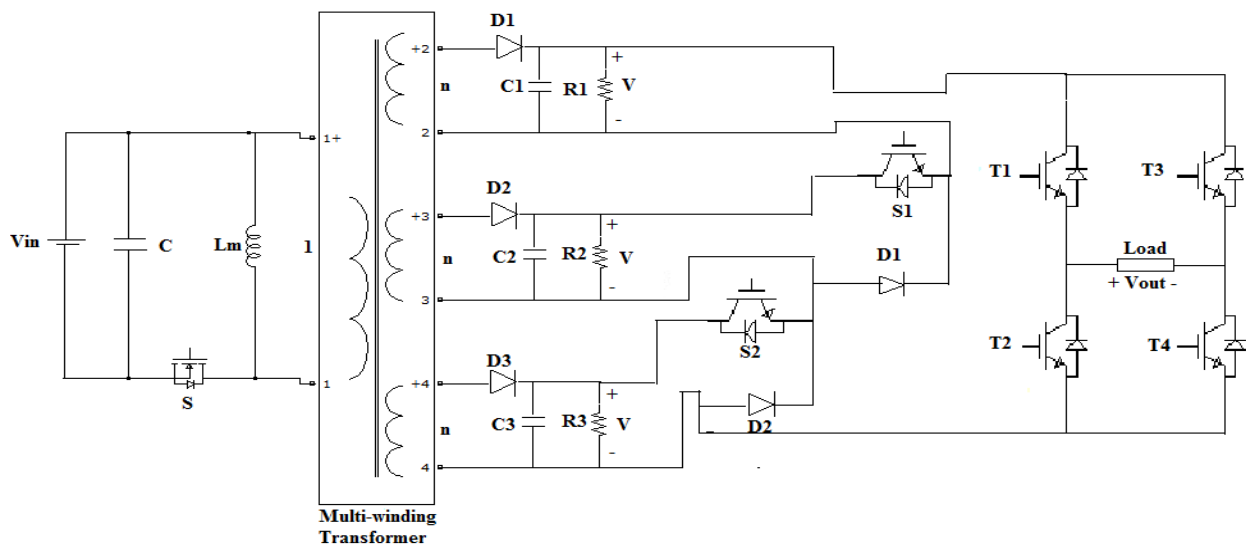 D1
+2
+
n
C1
R1
V
-
2
1+
S1
T1
T3
D2
+3
+
Vin
C
Lm
1
n
C2
R2
V
-
3
D1
Load
+ Vout -
S2
T2
T4
D3
1
S
+4
+
n
C3
R3
V
-
D2
-
4
Multi-winding
Transformer